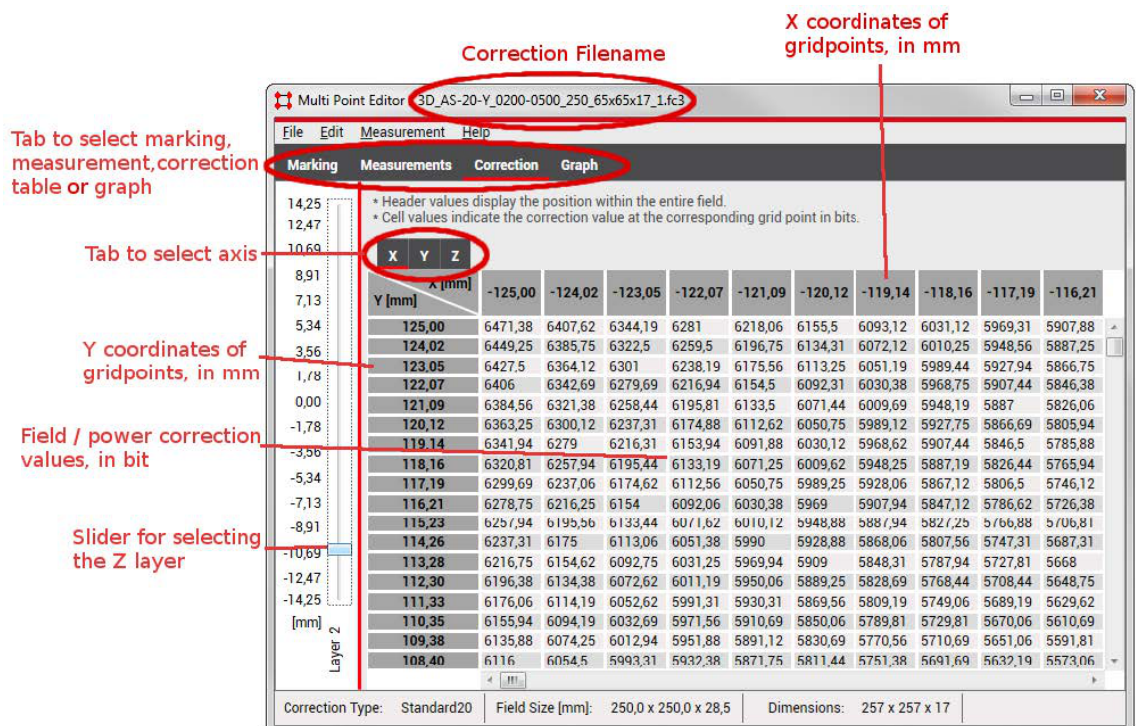 X coordinates of
gridpoints, in mm
Correction Filename
Multi Point Editor 3D_AS-20-Y_0200-0500_250_65x65x17_1.fc3
Tab to select marking,
measurement,correction
table or graph
File Edit Measurement Help
Marking Measurements Correction Graph
* Header values display the position within the entire field.
* Cell values indicate the correction value at the corresponding grid point in bits.
Tab to select axis
X Y Z
14,25
12,47
10,69
8,91
7,13
5,34
3,56
1,78
0,00
-1,78
-3,56
-5,34
-7,13
-8,91
-10,69
-12,47
-14,25
[mm]
Layer 2
Y coordinates of
gridpoints, in mm
Field / power correction
values, in bit
Slider for selecting
the Z layer
X [mm]
Y [mm] -125,00 -124,02 -123,05 -122,07 -121,09 -120,12 -119,14 -118,16 -117,19 -116,21
125,00 6471,38 6407,62 6344,19 6281 6218,06 6155,5 6093,12 6031,12 5969,31 5907,88
124,02 6449,25 6385,75 6322,5 6259,5 6196,75 6134,31 6072,12 6010,25 5948,56 5887,25
123,05 6427,5 6364,12 6301 6238,19 6175,56 6113,25 6051,19 5989,44 5927,94 5866,75
122,07 6406 6342,69 6279,69 6216,94 6154,5 6092,31 6030,38 5968,75 5907,44 5846,38
121,09 6384,56 6321,38 6258,44 6195,81 6133,5 6071,44 6009,69 5948,19 5887 5826,06
120,12 6363,25 6300,12 6237,31 6174,88 6112,62 6050,75 5989,12 5927,75 5866,69 5805,94
119,14 6341,94 6279 6216,31 6153,94 6091,88 6030,12 5968,62 5907,44 5846,5 5785,88
118,16 6320,81 6257,94 6195,44 6133,19 6071,25 6009,62 5948,25 5887,19 5826,44 5765,94
117,19 6299,69 6237,06 6174,62 6112,56 6050,75 5989,25 5928,06 5867,12 5806,5 5746,12
116,21 6278,75 6216,25 6154 6092,06 6030,38 5969 5907,94 5847,12 5786,62 5726,38
115,23 6257,94 6195,56 6133,44 6071,62 6010,12 5948,88 5887,94 5827,25 5766,88 5706,81
114,26 6237,31 6175 6113,06 6051,38 5990 5928,88 5868,06 5807,56 5747,31 5687,31
113,28 6216,75 6154,62 6092,75 6031,25 5969,94 5909 5848,31 5787,94 5727,81 5668
112,30 6196,38 6134,38 6072,62 6011,19 5950,06 5889,25 5828,69 5768,44 5708,44 5648,75
111,33 6176,06 6114,19 6052,62 5991,31 5930,31 5869,56 5809,19 5749,06 5689,19 5629,62
110,35 6155,94 6094,19 6032,69 5971,56 5910,69 5850,06 5789,81 5729,81 5670,06 5610,69
109,38 6135,88 6074,25 6012,94 5951,88 5891,12 5830,69 5770,56 5710,69 5651,06 5591,81
108,40 6116 6054,5 5993,31 5932,38 5871,75 5811,44 5751,38 5691,69 5632,19 5573,06
Correction Type: Standard20 Field Size [mm]: 250,0 x 250,0 x 28,5 Dimensions: 257 x 257 x 17